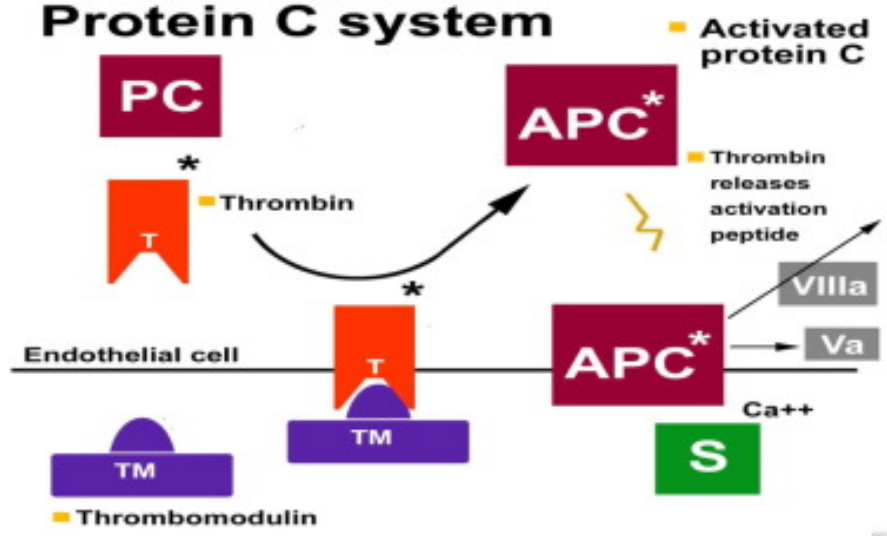 Protein C system
Activated
protein C
PC
APC*
*
T
Thrombin
Thrombin
releases
activation
peptide
*
T
VIIIa
Va
APC*
Endothelial cell
TM
Ca++
S
TM
Thrombomodulin